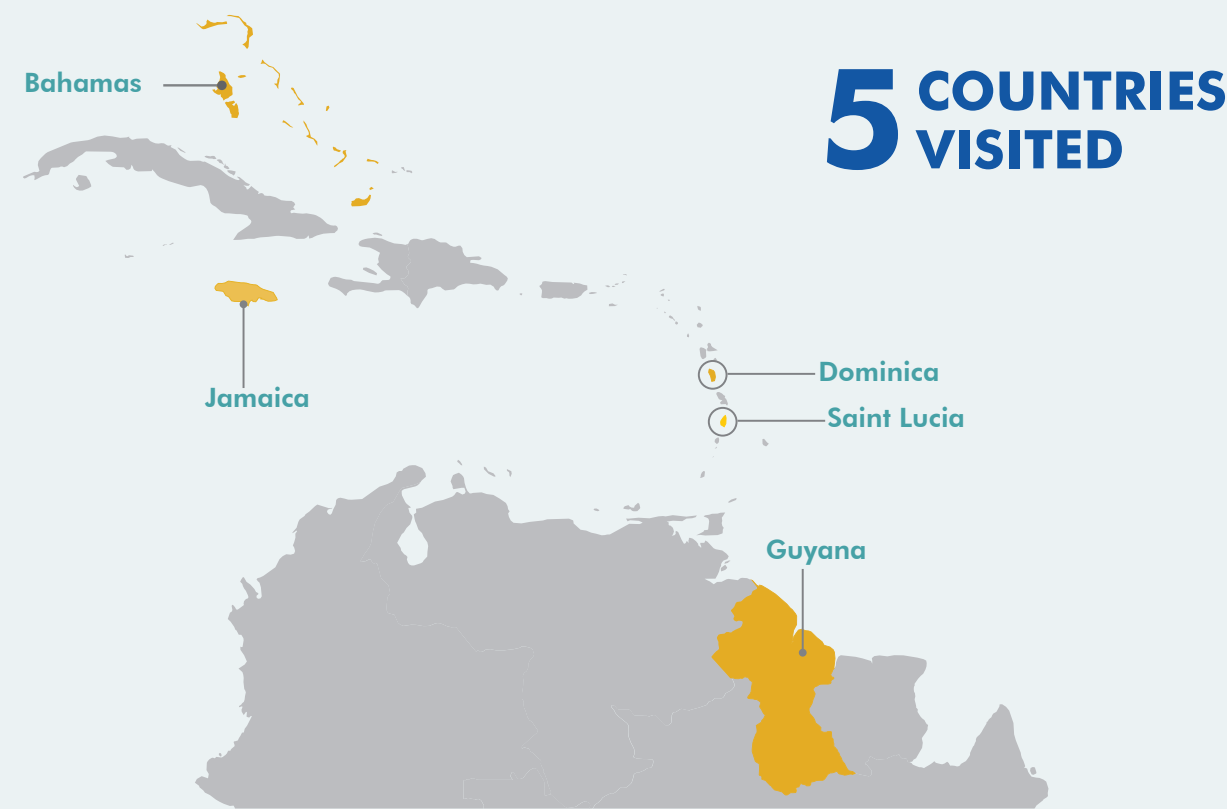 Bahamas
5 COUNTRIES
VISITED
Jamaica
Dominica
Saint Lucia
Guyana